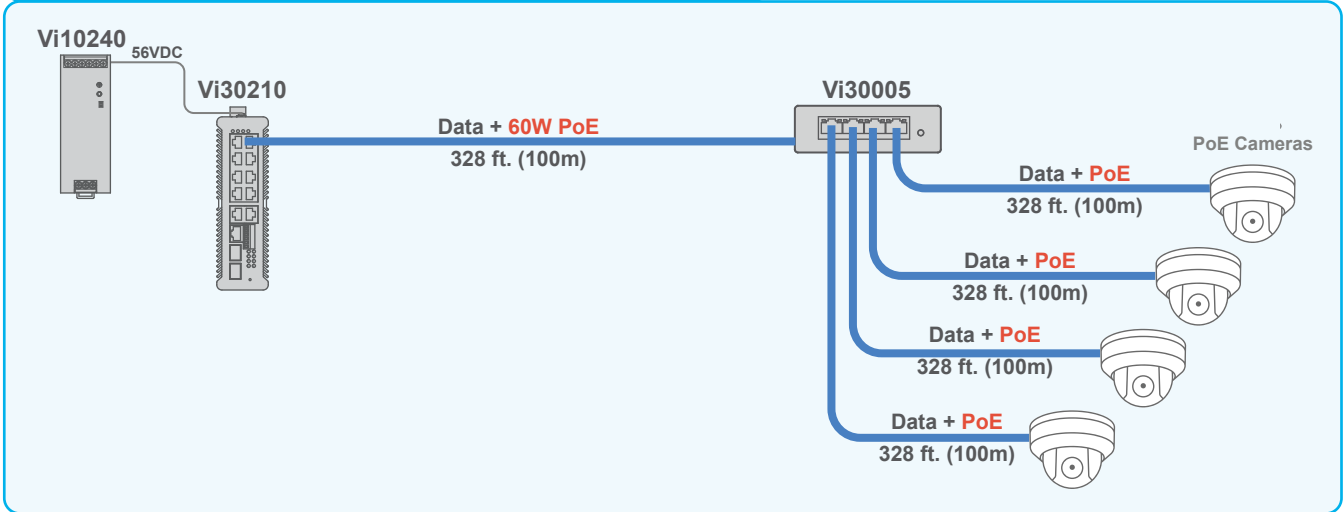 Vi10240
56VDC
Vi30210
Data + 60W PoE
328 ft. (100m)
Vi30005
PoE Cameras
Data + PoE
328 ft. (100m)
Data + PoE
328 ft. (100m)
Data + PoE
328 ft. (100m)
Data + PoE
328 ft. (100m)